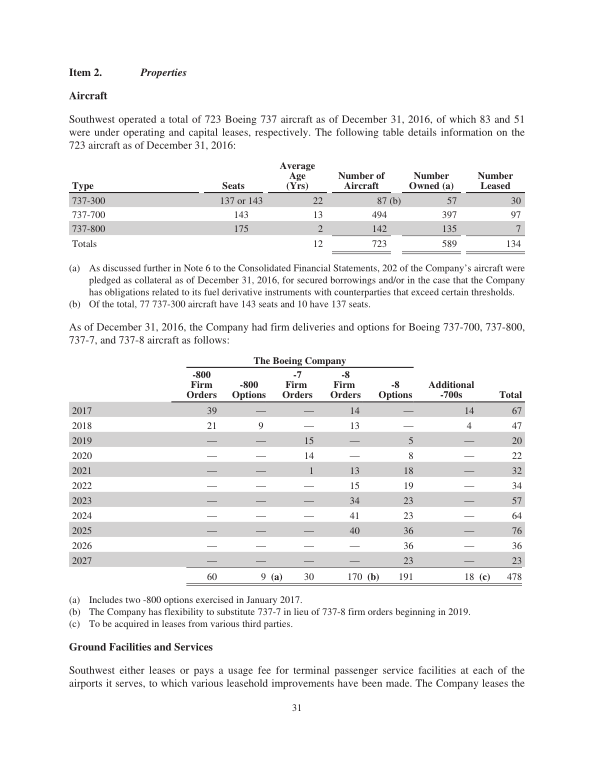 Item 2. Properties
Aircraft
Southwest operated a total of 723 Boeing 737 aircraft as of December 31, 2016, of which 83 and 51
were under operating and capital leases, respectively. The following table details information on the
723 aircraft as of December 31, 2016:
Type Seats Average Age (Yrs) Number of Aircraft Number Owned (a) Number Leased
737-300 137 or 143 22 87 (b) 57 30
737-700 143 13 494 397 97
737-800 175 2 142 135 7
Totals 12 723 589 134
(a) As discussed further in Note 6 to the Consolidated Financial Statements, 202 of the Company’s aircraft were
pledged as collateral as of December 31, 2016, for secured borrowings and/or in the case that the Company
has obligations related to its fuel derivative instruments with counterparties that exceed certain thresholds.
(b) Of the total, 77 737-300 aircraft have 143 seats and 10 have 137 seats.
As of December 31, 2016, the Company had firm deliveries and options for Boeing 737-700, 737-800,
737-7, and 737-8 aircraft as follows:
The Boeing Company
-800 Firm Orders -800 Options -7 Firm Orders -8 Firm Orders -8 Options Additional -700s Total
2017 39 — — 14 — 14 67
2018 21 9 — 13 — 4 47
2019 — — 15 — 5 — 20
2020 — — 14 — 8 — 22
2021 — — 1 13 18 — 32
2022 — — — 15 19 — 34
2023 — — — 34 23 — 57
2024 — — — 41 23 — 64
2025 — — — 40 36 — 76
2026 — — — — 36 — 36
2027 — — — — 23 — 23
60 9 (a) 30 170 (b) 191 18 (c) 478
(a) Includes two -800 options exercised in January 2017.
(b) The Company has flexibility to substitute 737-7 in lieu of 737-8 firm orders beginning in 2019.
(c) To be acquired in leases from various third parties.
Ground Facilities and Services
Southwest either leases or pays a usage fee for terminal passenger service facilities at each of the
airports it serves, to which various leasehold improvements have been made. The Company leases the
31